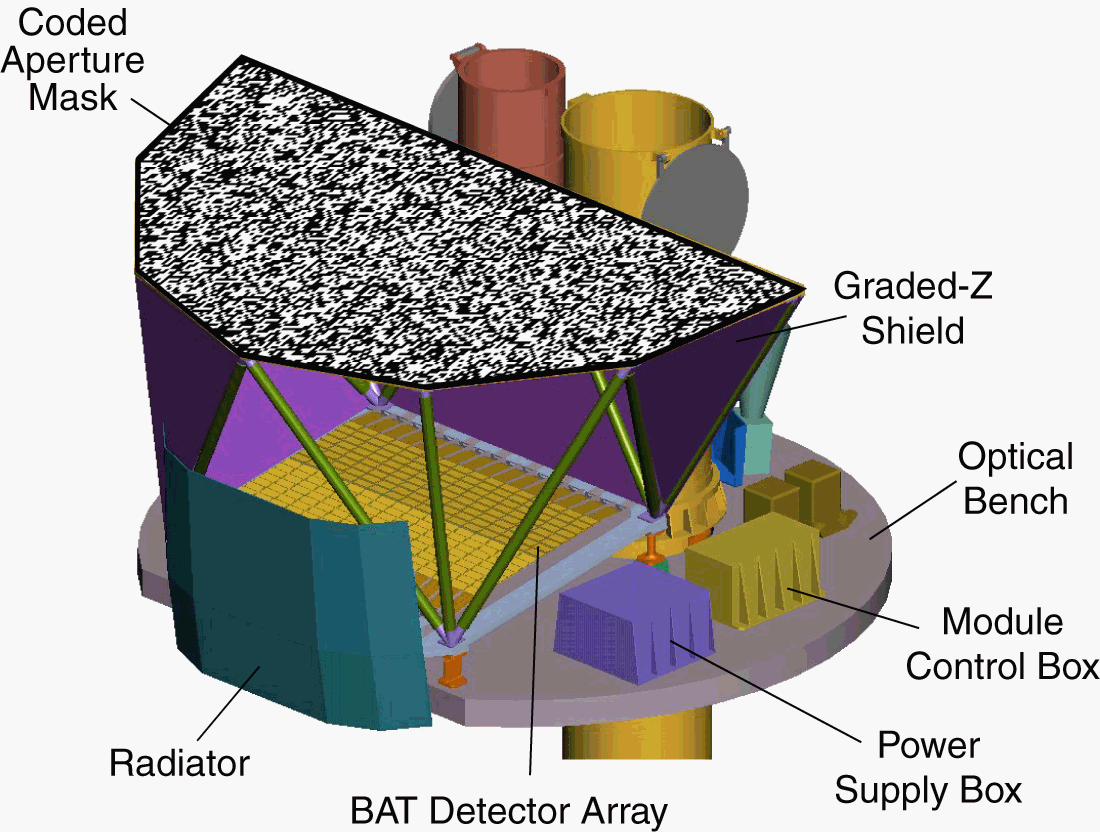 Coded
Aperture
Mask
Graded-Z
Shield
Optical
Bench
Module
Control Box
Power
Supply Box
BAT Detector Array
Radiator